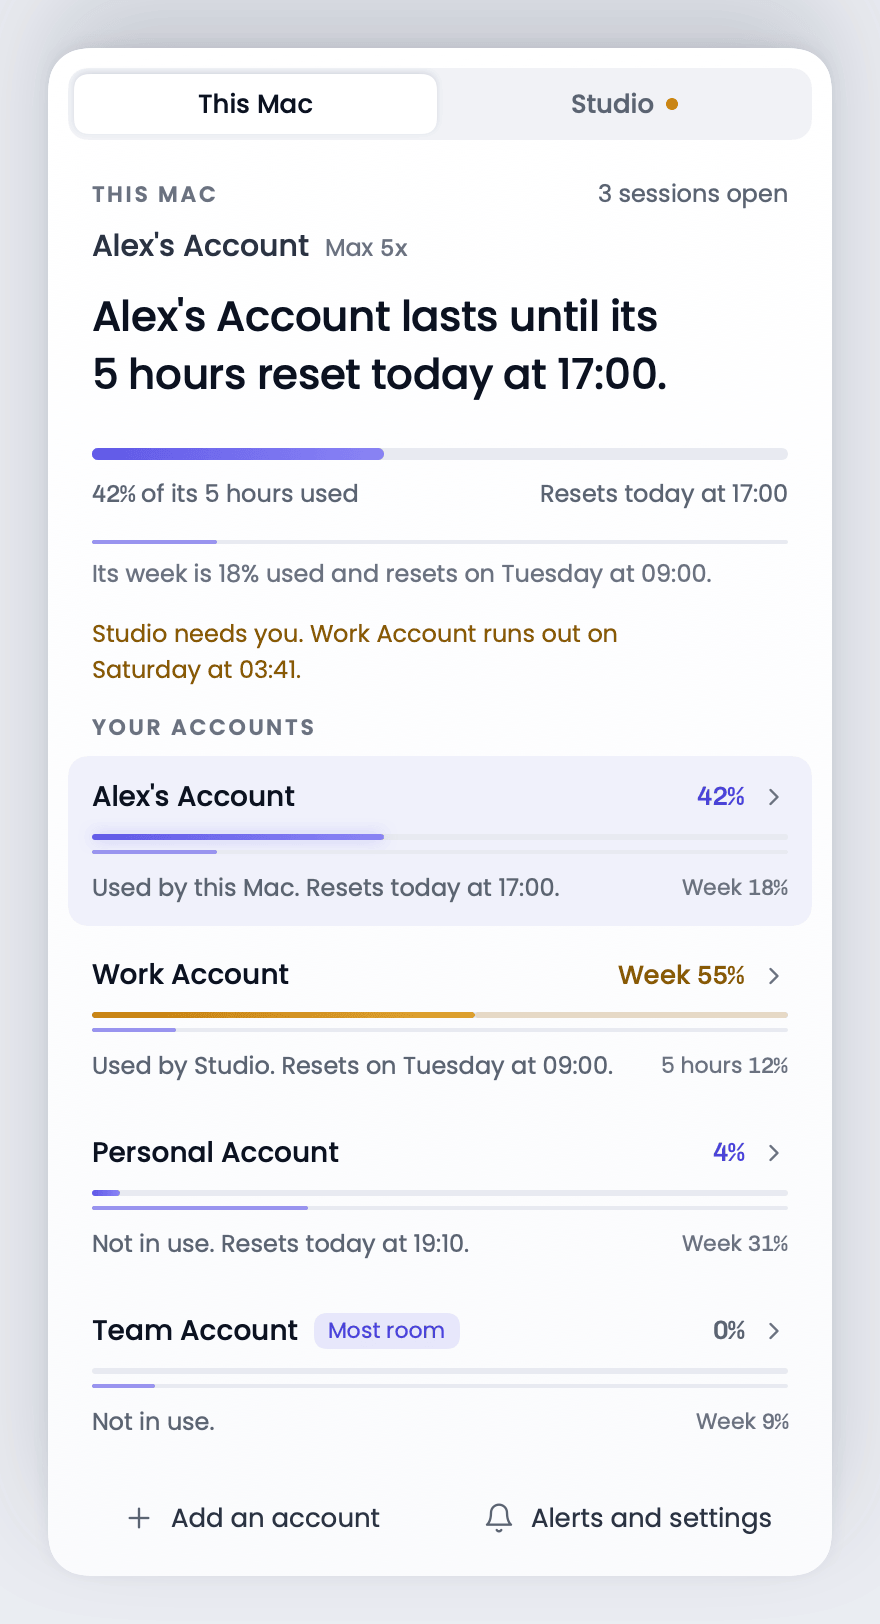 This Mac
Studio
THIS MAC
3 sessions open
Alex's Account Max 5x
Alex's Account lasts until its
5 hours reset today at 17:00.
42% of its 5 hours used
Resets today at 17:00
Its week is 18% used and resets on Tuesday at 09:00.
Studio needs you. Work Account runs out on
Saturday at 03:41.
YOUR ACCOUNTS
Alex's Account
42%
Used by this Mac. Resets today at 17:00.
Week 18%
Work Account
Week 55%
Used by Studio. Resets on Tuesday at 09:00.
5 hours 12%
Personal Account
4%
Not in use. Resets today at 19:10.
Week 31%
Team Account
Most room
0%
Not in use.
Week 9%
Add an account
Alerts and settings